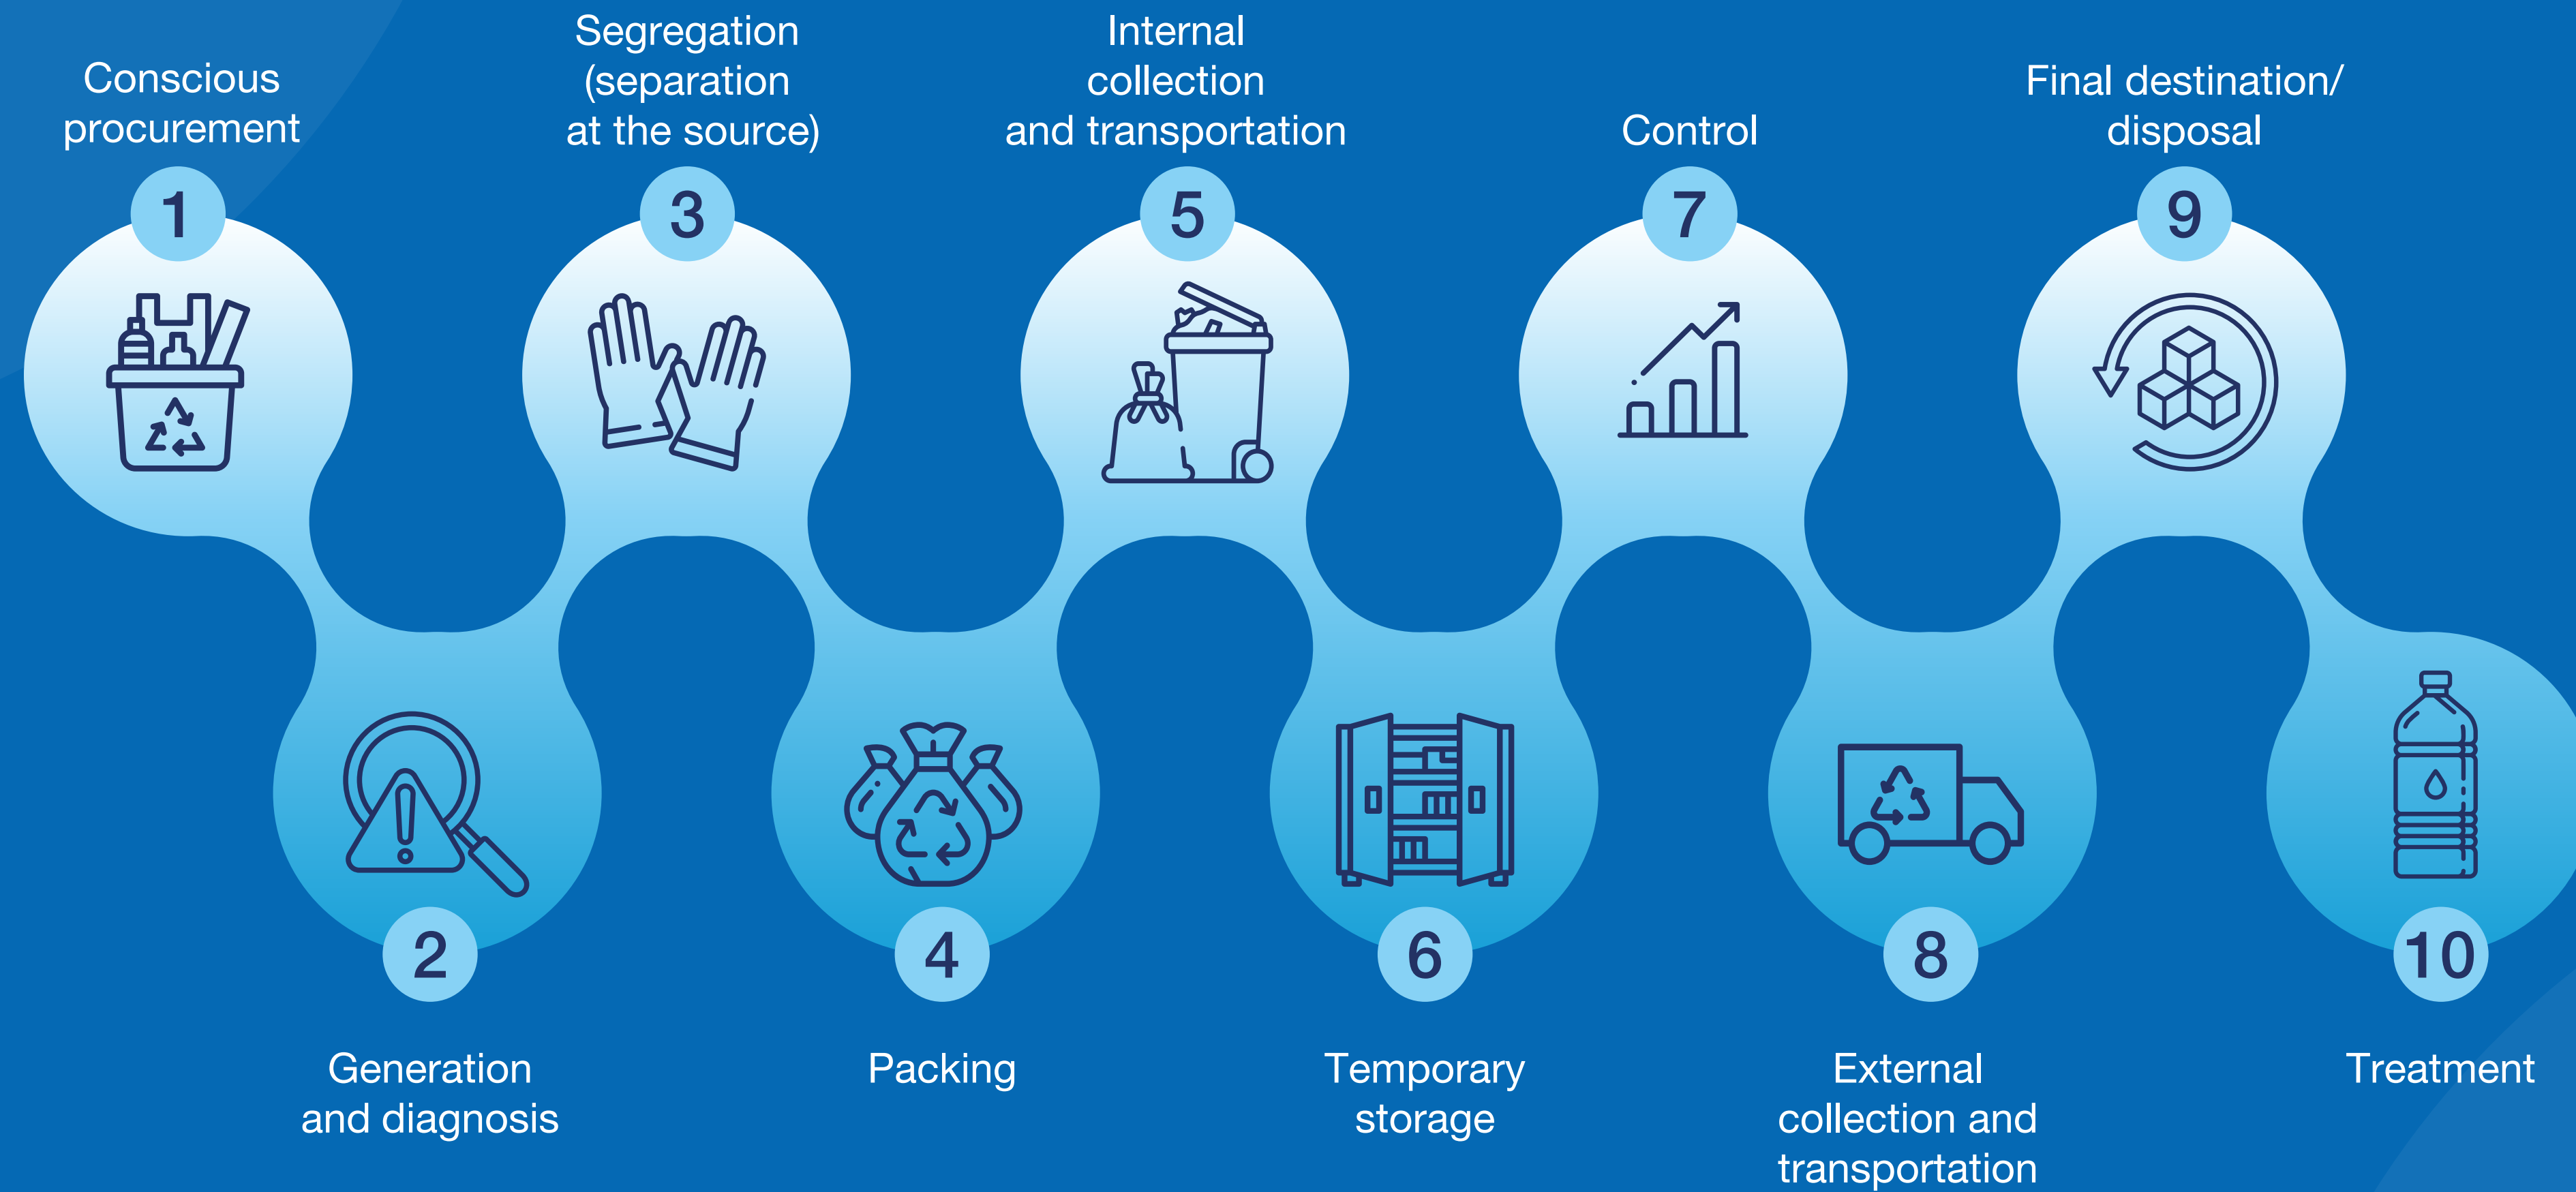 Conscious
procurement
1
2
Generation
and diagnosis
Segregation
(separation
at the source)
3
4
Packing
Internal
collection
and transportation
5
6
Temporary
storage
Control
7
8
External
collection and
transportation
Final destination/
disposal
9
10
Treatment